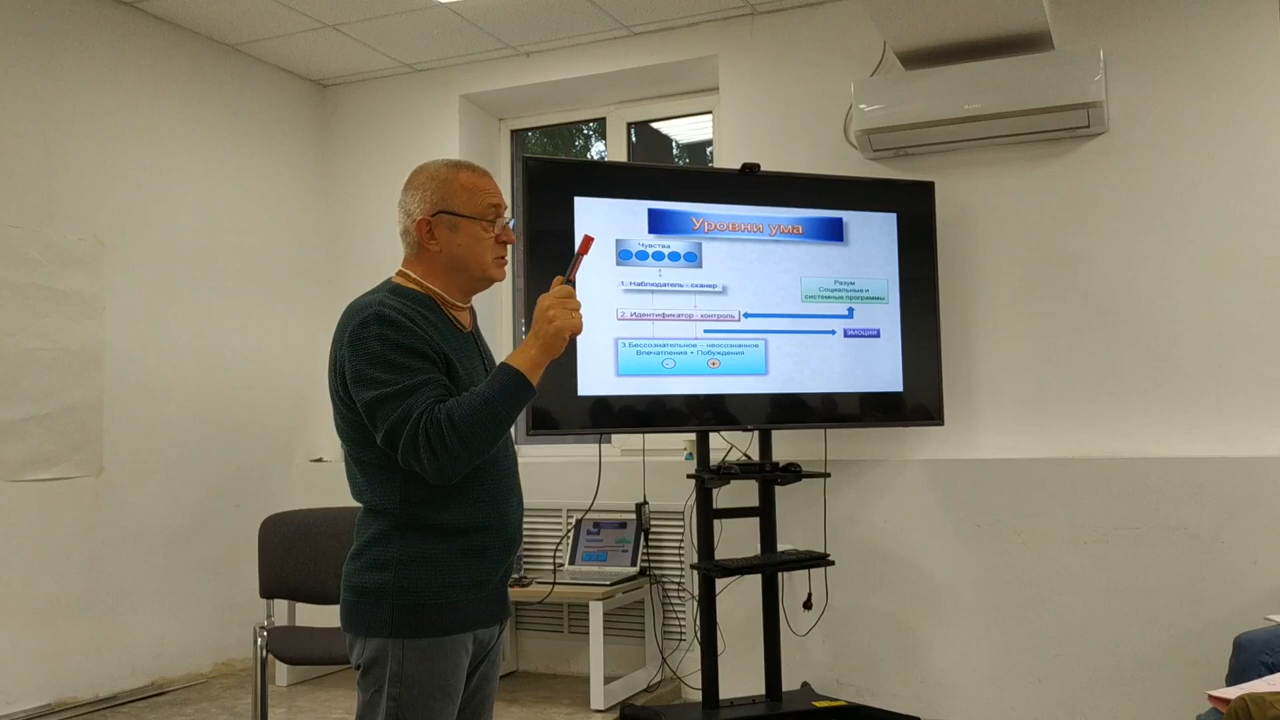 Уровни ума
Чувства
1. Наблюдатель - сканер
Разум
Социальные и
системные программы
2. Идентификатор - контроль
эмоции
3.Бессознательное – неосознанное
Впечатления + Побуждения
- +